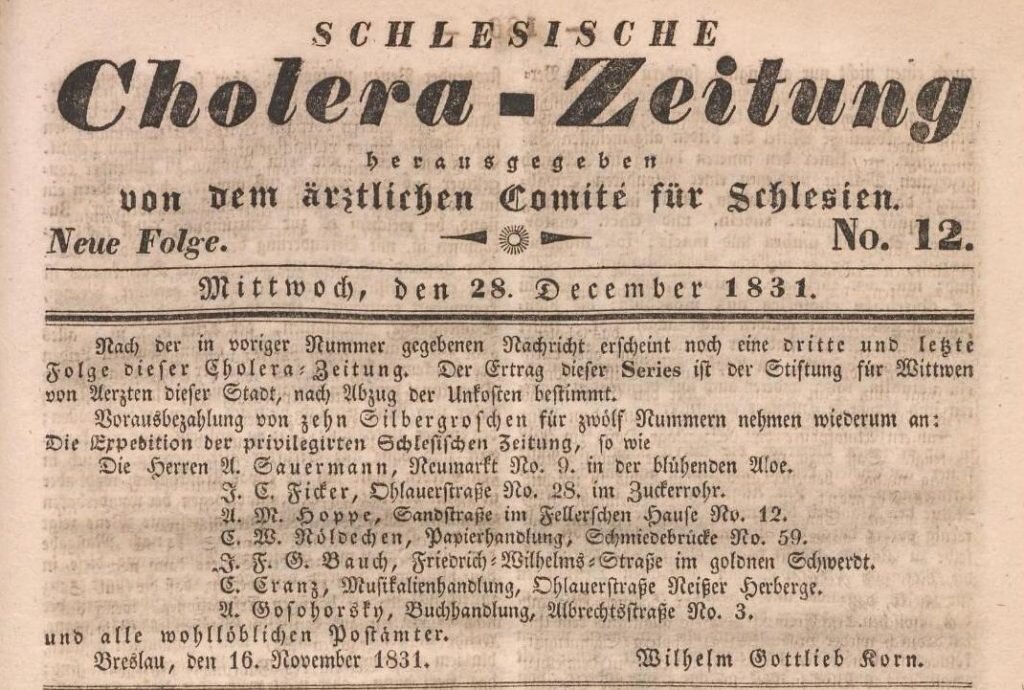 SCHLESISCHE
Cholera-Zeitung
herausgegeben
von dem ärztlichen Comité für Schlesien.
Neue Folge.
No. 12.
Mittwoch, den 28. December 1831.
Nach der in voriger Nummer gegebenen Nachricht erscheint noch eine dritte und letzte
Folge dieser Cholera-Zeitung. Der Ertrag dieser Series ist der Stiftung für Wittwen
von Aerzten dieser Stadt, nach Abzug der Unkosten bestimmt.
Vorausbezahlung von zehn Silbergroschen für zwölf Nummern nehmen wiederum an:
Die Expedition der privilegirten Schlesischen Zeitung, so wie
Die Herren A. Sauermann, Neumarkt No. 9. in der blühenden Aloe.
J. C. Ficker, Ohlauerstraße No. 28. im Zuckerrohr.
A. M. Hoppe, Sandstraße im Fellerschen Hause No. 12.
C. W. Nöldechen, Papierhandlung, Schmiedebrücke No. 59.
J. F. G. Bauch, Friedrich-Wilhelms-Straße im goldnen Schwerdt.
C. Cranz, Musikalienhandlung, Ohlauerstraße Neißer Herberge.
A. Gosohorsky, Buchhandlung, Albrechtsstraße No. 3.
und alle wohllöblichen Postämter.
Breslau, den 16. November 1831. Wilhelm Gottlieb Korn.